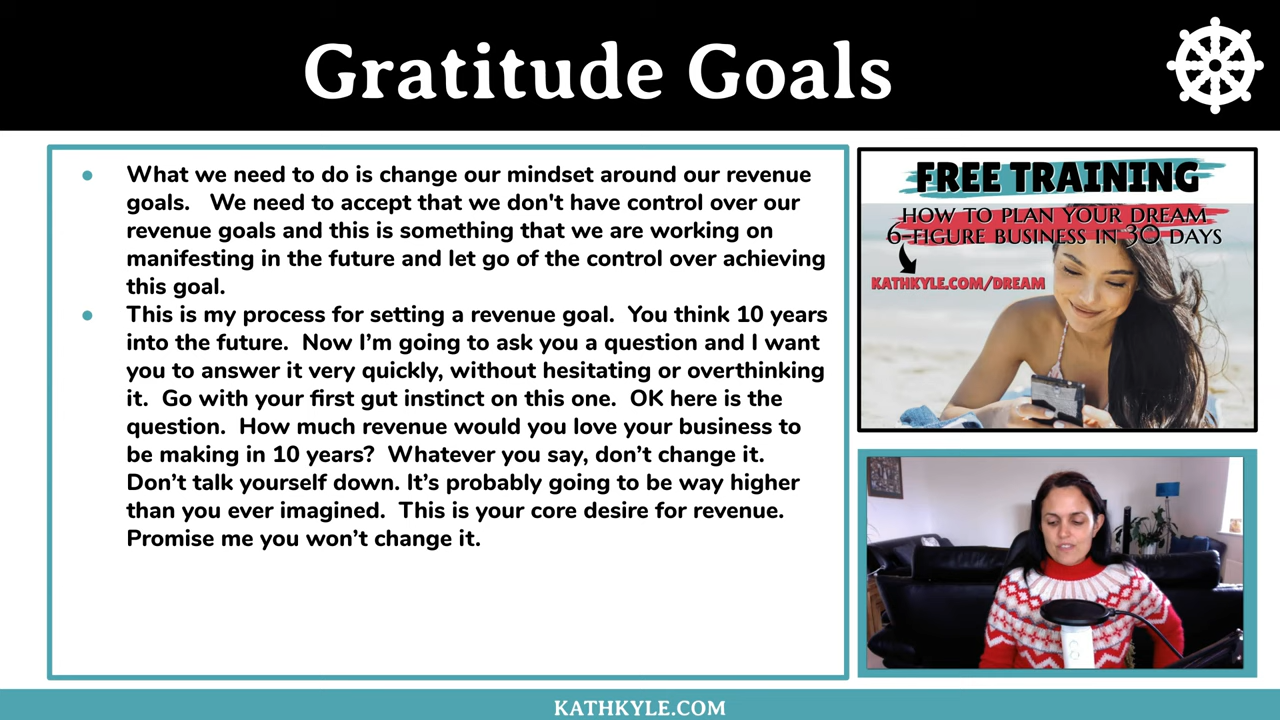 Gratitude Goals
What we need to do is change our mindset around our revenue
goals. We need to accept that we don't have control over our
revenue goals and this is something that we are working on
manifesting in the future and let go of the control over achieving
this goal.
This is my process for setting a revenue goal. You think 10 years
into the future. Now I’m going to ask you a question and I want
you to answer it very quickly, without hesitating or overthinking
it. Go with your first gut instinct on this one. OK here is the
question. How much revenue would you love your business to
be making in 10 years? Whatever you say, don’t change it.
Don’t talk yourself down. It’s probably going to be way higher
than you ever imagined. This is your core desire for revenue.
Promise me you won’t change it.
FREE TRAINING
HOW TO PLAN YOUR DREAM
6-FIGURE BUSINESS IN 30 DAYS
KATHKYLE.COM/DREAM
KATHKYLE.COM